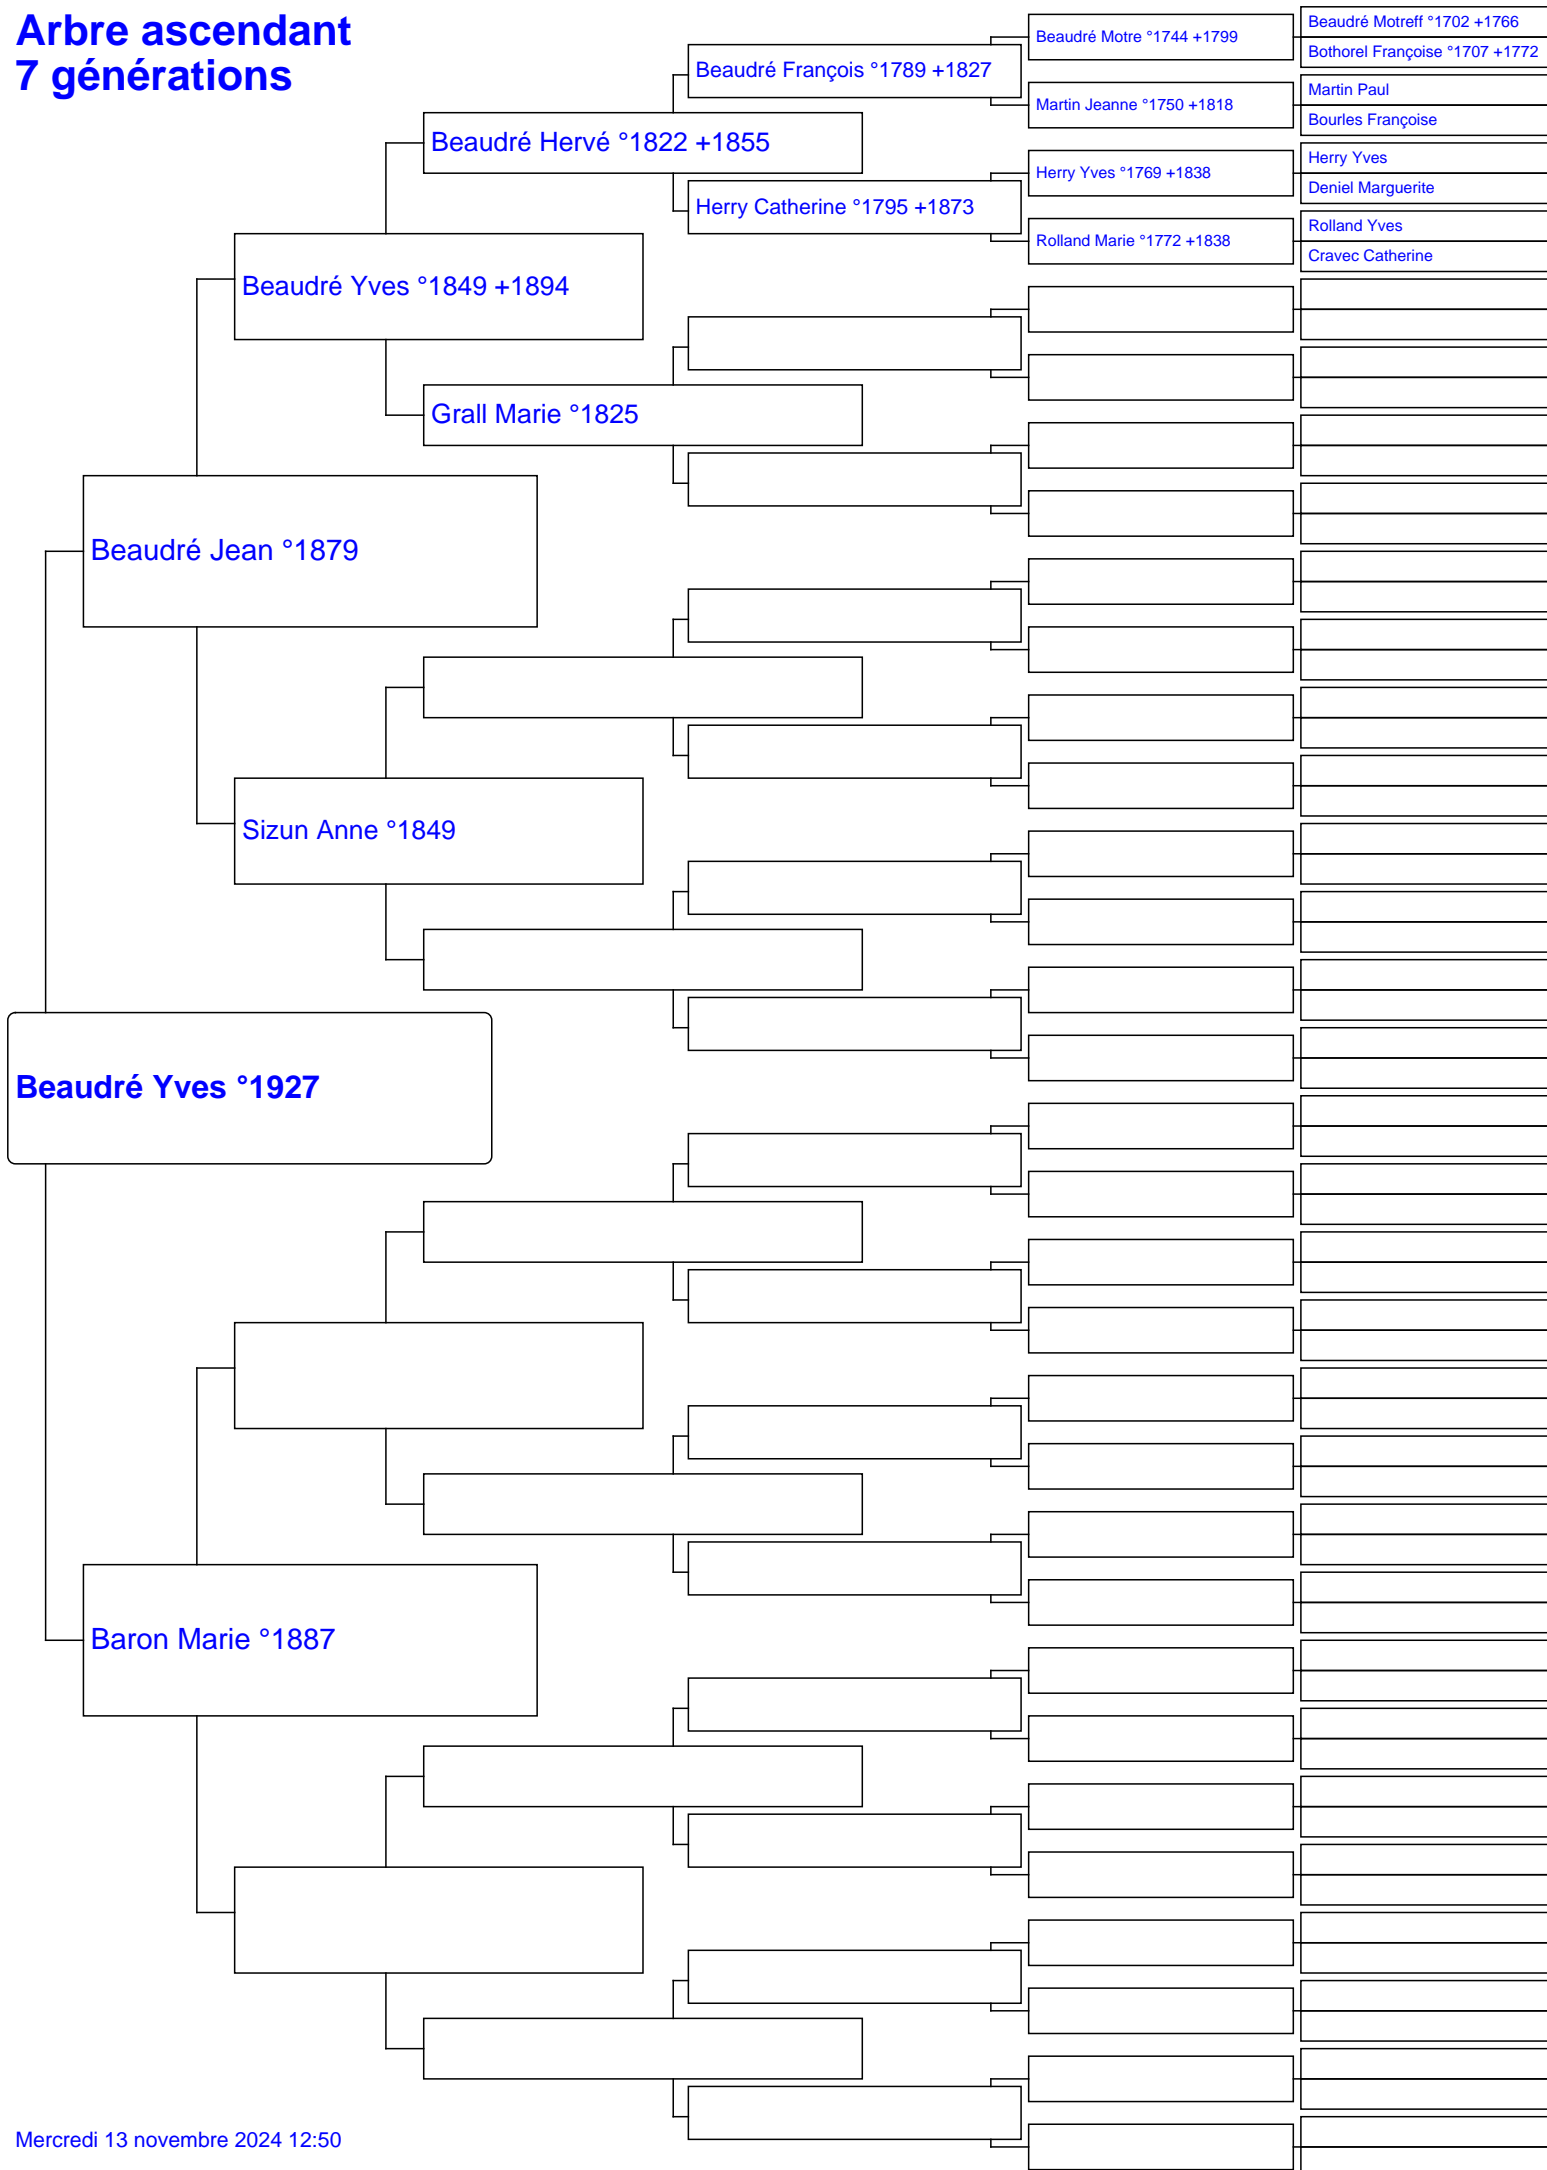 Arbre ascendant
7 générations
Beaudré Motreff °1702 +1766
Beaudré Motre °1744 +1799
Bothorel Françoise °1707 +1772
Beaudré François °1789 +1827
Martin Paul
Martin Jeanne °1750 +1818
Bourles Françoise
Beaudré Hervé °1822 +1855
Herry Yves
Herry Yves °1769 +1838
Deniel Marguerite
Herry Catherine °1795 +1873
Rolland Yves
Rolland Marie °1772 +1838
Cravec Catherine
Beaudré Yves °1849 +1894
Grall Marie °1825
Beaudré Jean °1879
Sizun Anne °1849
Beaudré Yves °1927
Baron Marie °1887
Mercredi 13 novembre 2024 12:50